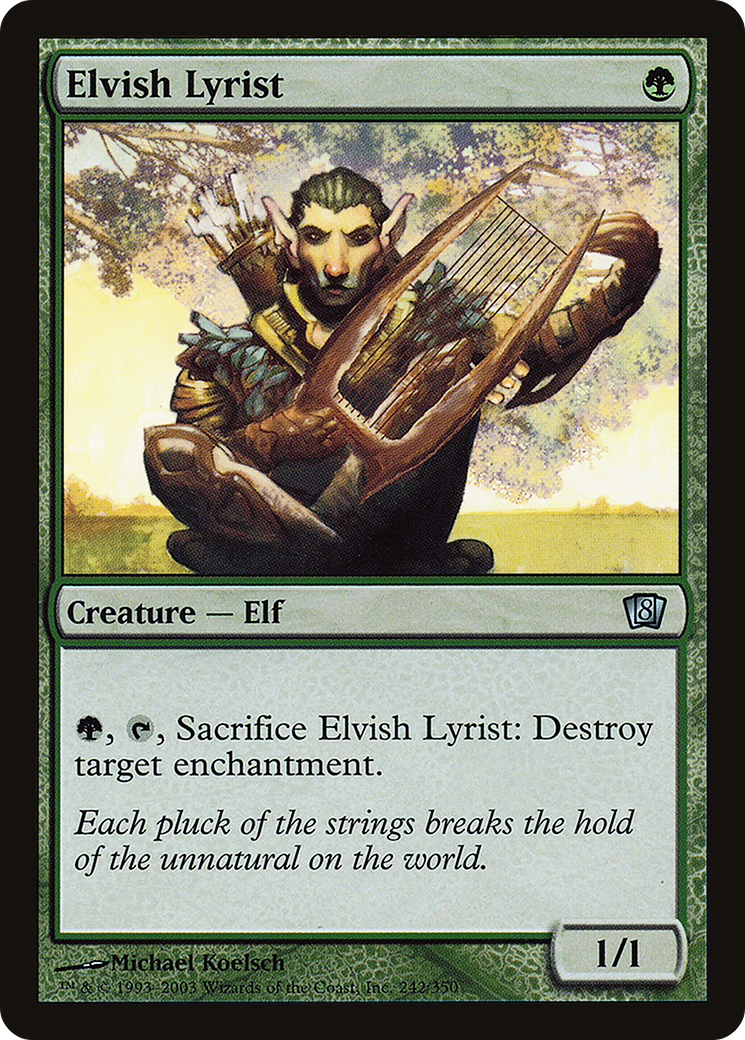 Elvish Lyrist
Creature — Elf
8
, , Sacrifice Elvish Lyrist: Destroy
target enchantment.
Each pluck of the strings breaks the hold
of the unnatural on the world.
1/1
Michael Koelsch
™ & © 1993–2003 Wizards of the Coast, Inc. 242/350